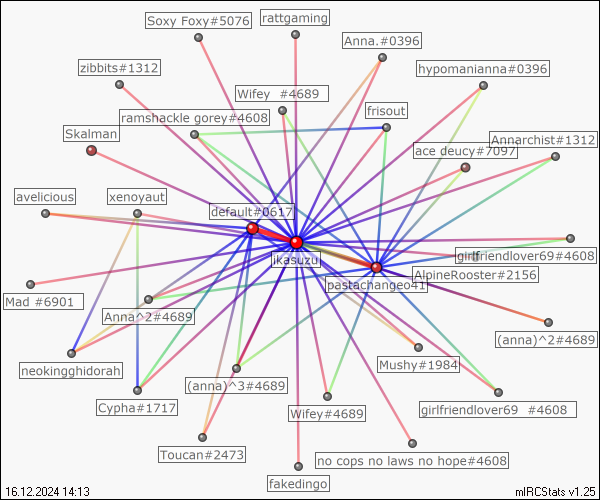 Soxy Foxy#5076
rattgaming
Anna.#0396
zibbits#1312
hypomanianna#0396
Wifey  #4689
ramshackle gorey#4608
frisout
Skalman
Annarchist#1312
ace deucy#7097
avelicious
xenoyaut
default#0617
jikasuzu
girlfriendlover69#4608
AlpineRooster#2156
pastachangeo41
Mad #6901
Anna^2#4689
(anna)^2#4689
neokingghidorah
Mushy#1984
(anna)^3#4689
Cypha#1717
Wifey#4689
girlfriendlover69  #4608
Toucan#2473
no cops no laws no hope#4608
fakedingo
16.12.2024 14:13
mIRCStats v1.25